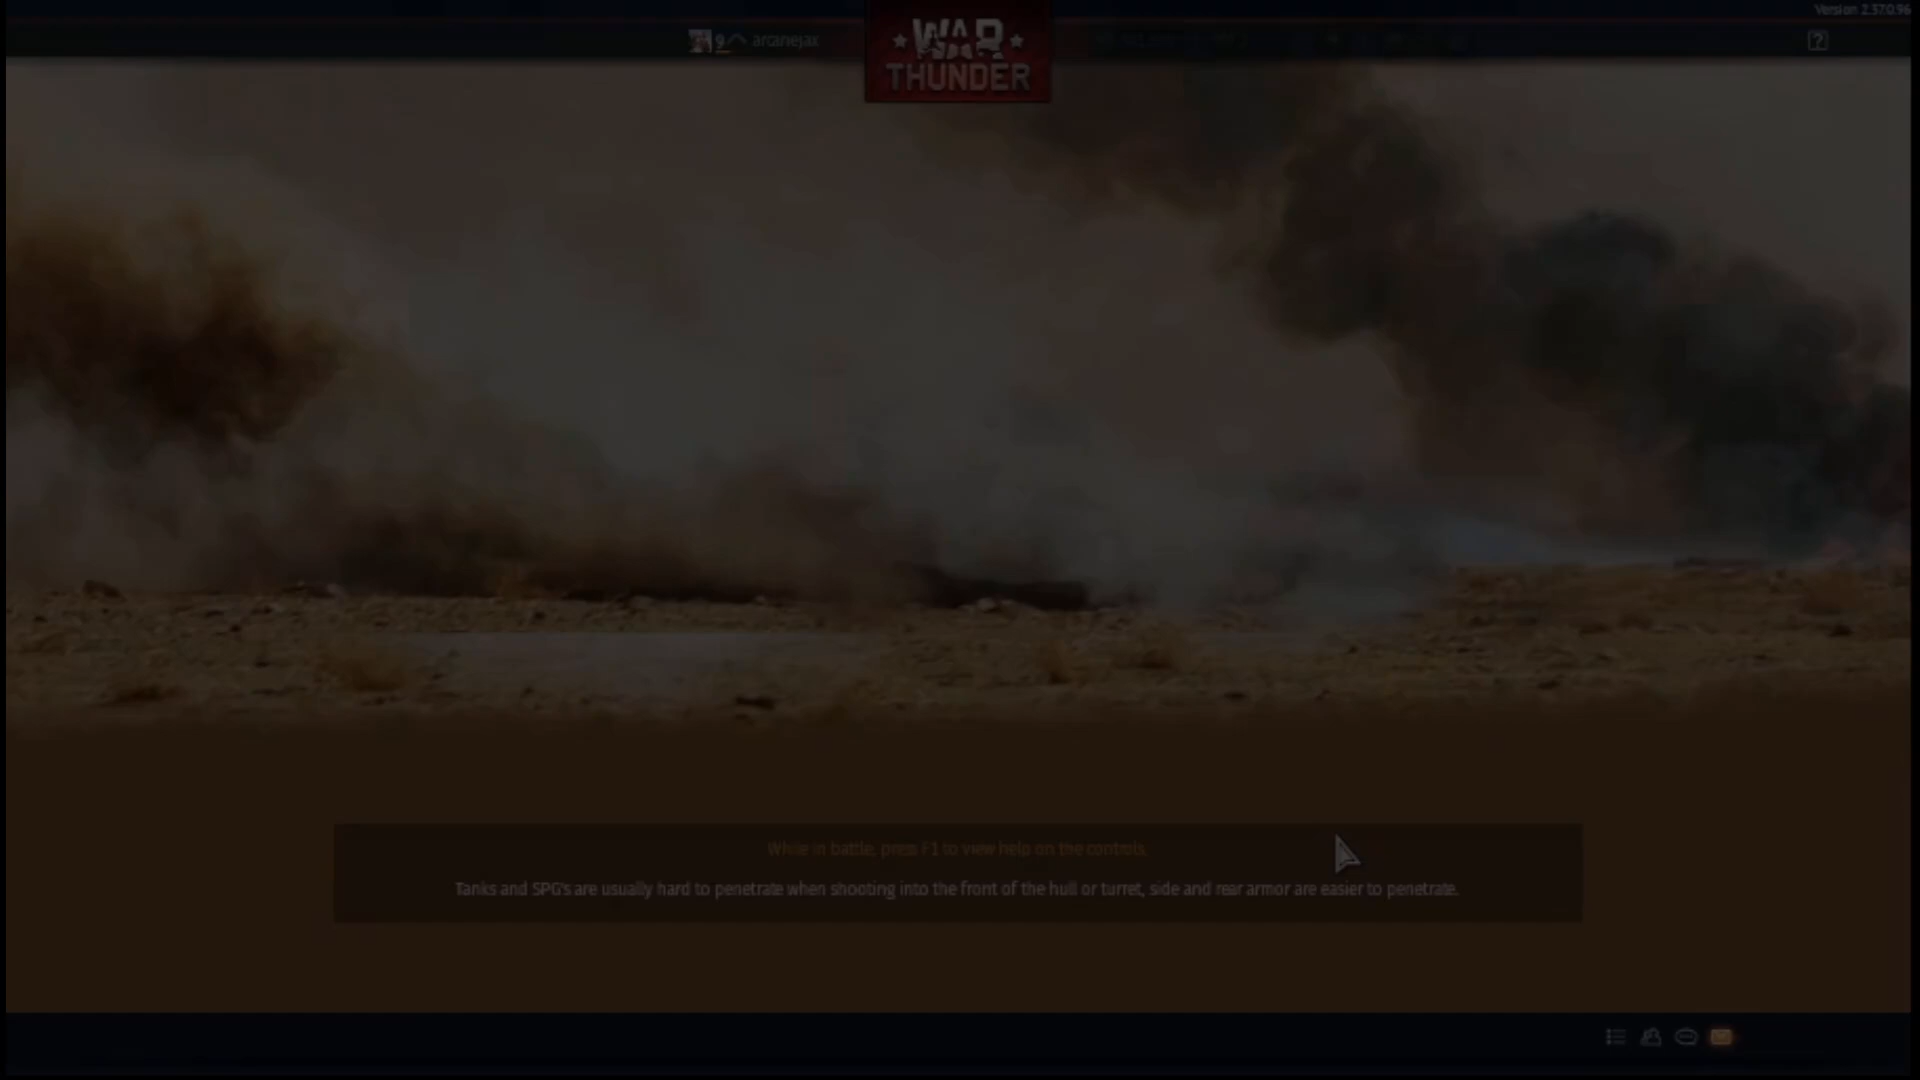 Version 2.37.0.96
9 arcanejax
WAR
THUNDER
While in battle, press F1 to view help on the controls.
Tanks and SPG's are usually hard to penetrate when shooting into the front of the hull or turret, side and rear armor are easier to penetrate.